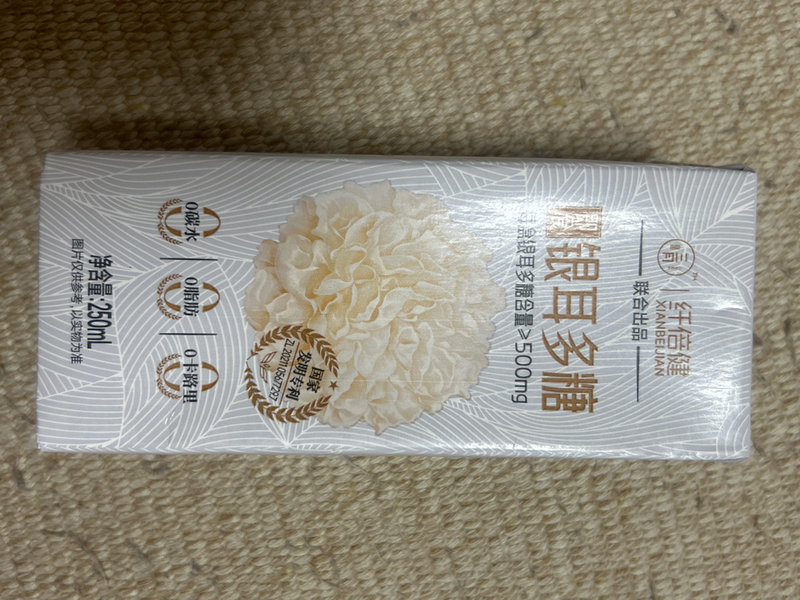 纤倍健
XIANBEIJIAN
联合出品
银耳多糖
银耳多糖含量≥500mg
国家
发明专利
0碳水
0脂肪
0卡路里
净含量:250mL
图片仅供参考 以实物为准